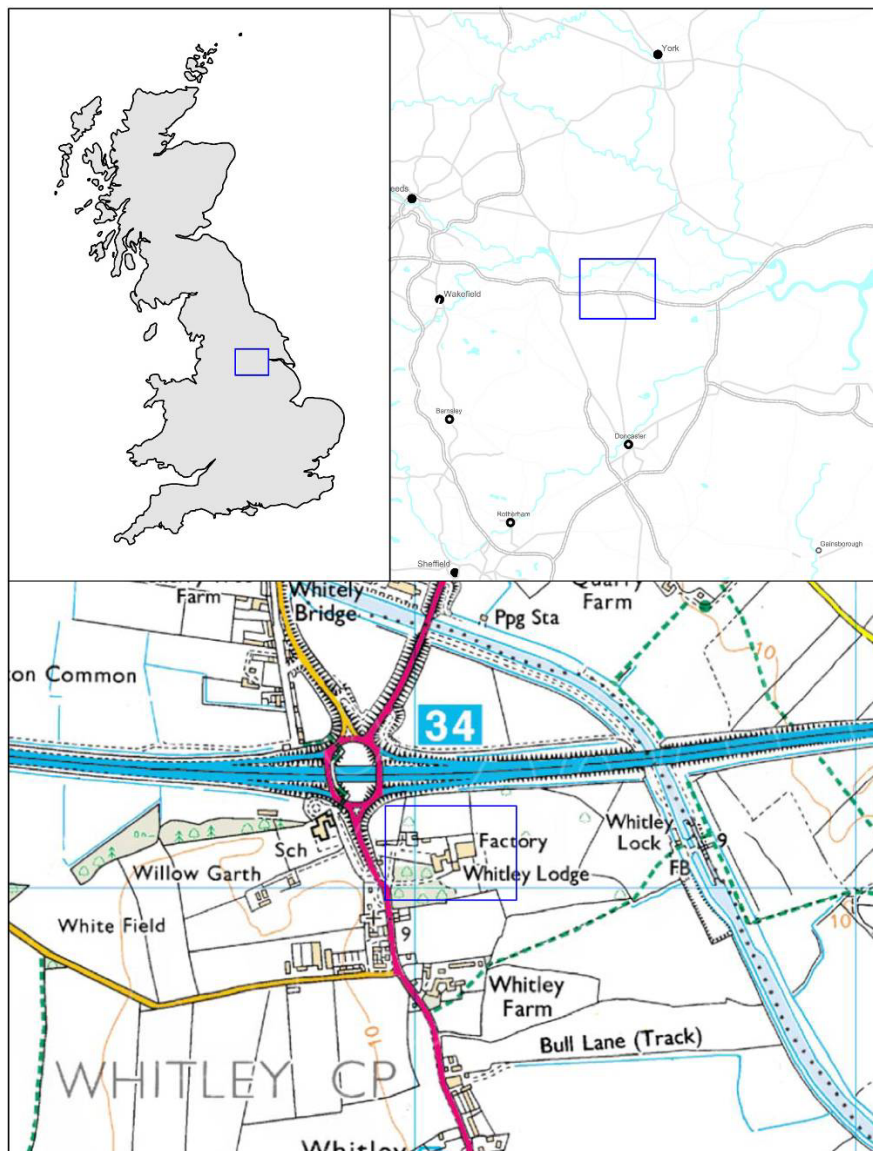 York
eeds
Wakefield
Barnsley
Doncaster
Rotherham
Gainsborough
Sheffield
Farm
Whitely
Bridge
Ppg Sta
Quarry
Farm
10
ton Common
34
Sch
Factory
Whitley
Lock
9
Willow Garth
Whitley Lodge
FB
White Field
9
10
Whitley
Farm
10
Bull Lane (Track)
WHITLEY CP
Whitley